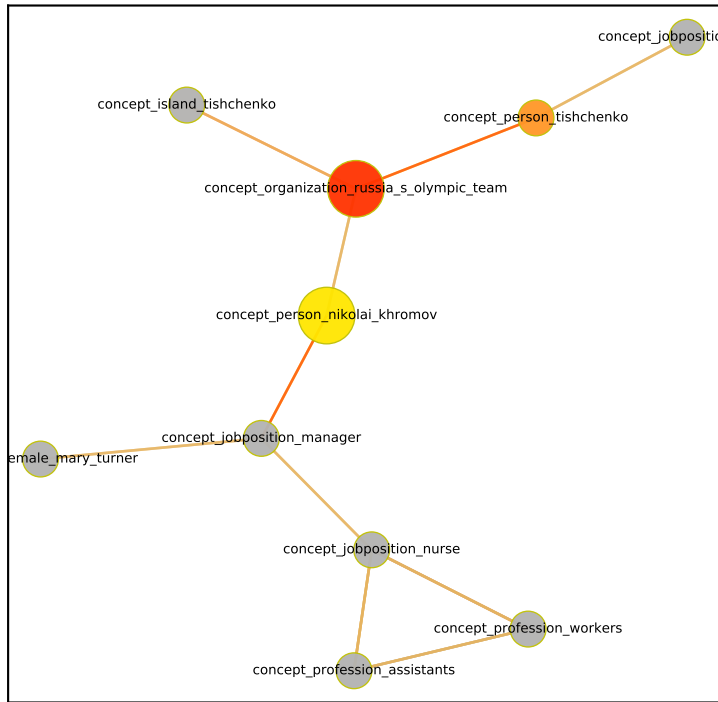 concept_jobpositio
concept_island_tishchenko
concept_person_tishchenko
concept_organization_russia_s_olympic_team
concept_person_nikolai_khromov
concept_jobposition_manager
emale_mary_turner
concept_jobposition_nurse
concept_profession_workers
concept_profession_assistants